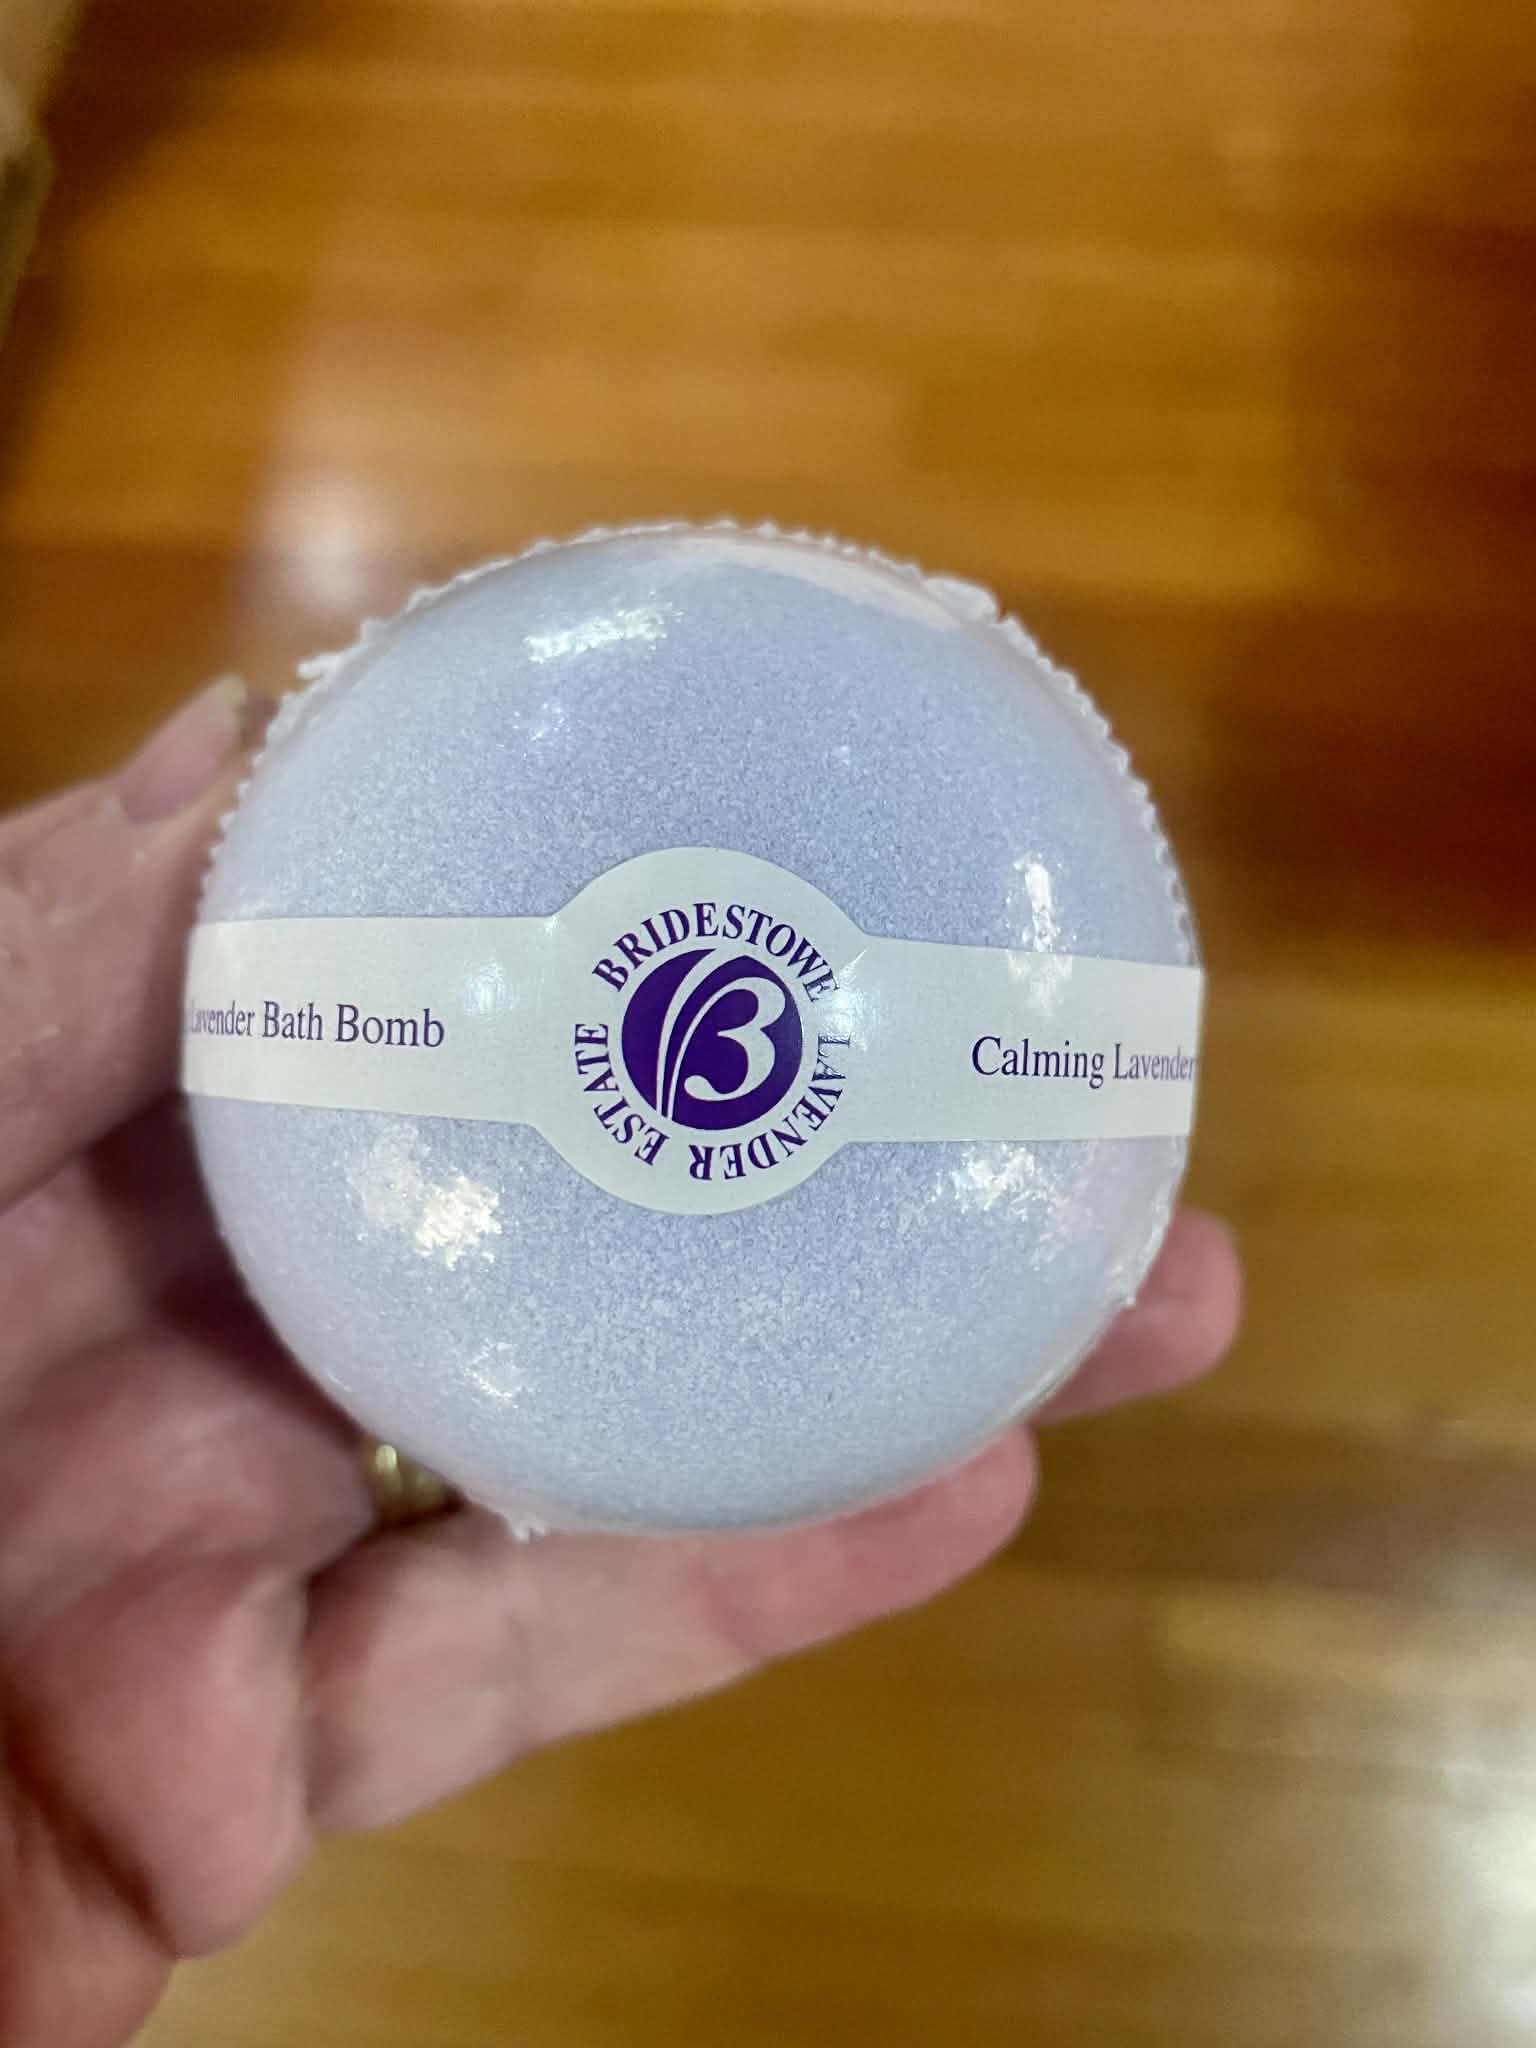 Lavender Bath Bomb
BRIDESTOWE LAVENDER ESTATE
B
Calming Lavender